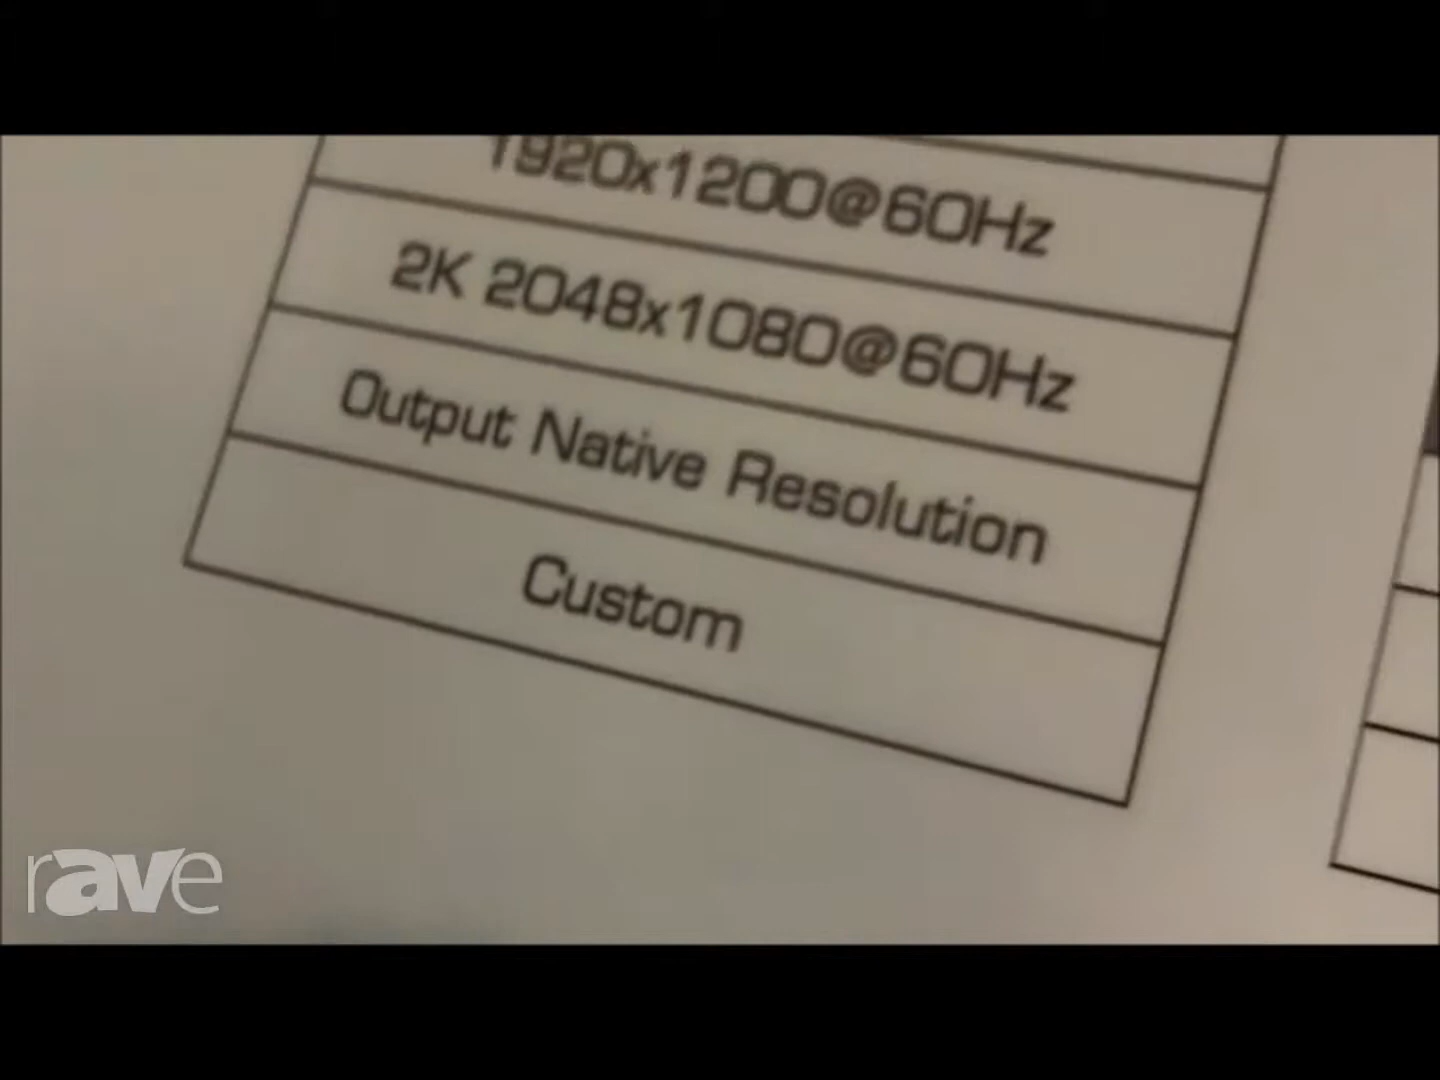 1920x1200@60Hz
2K 2048x1080@60Hz
Output Native Resolution
Custom
rave